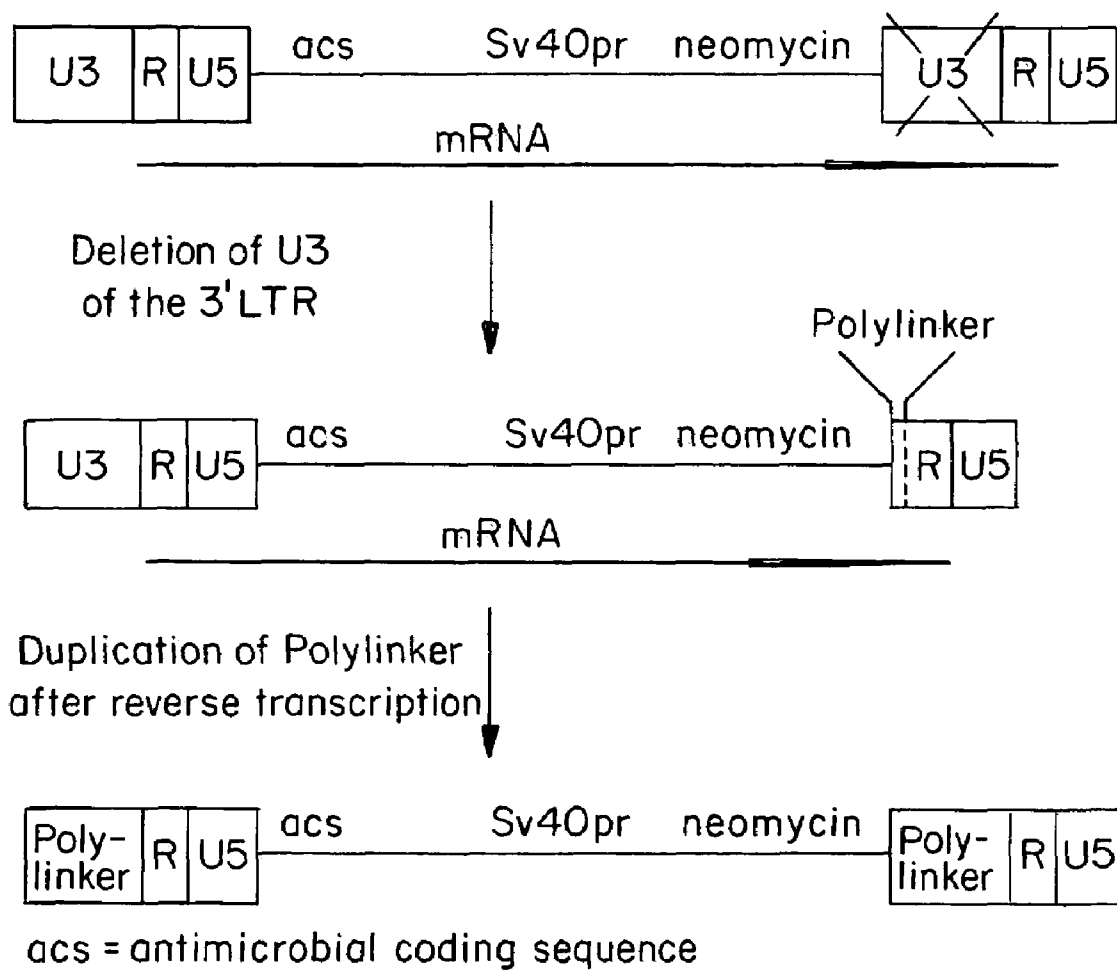 U3 R U5 acs Sv40pr neomycin U3 R U5
mRNA
Deletion of U3
of the 3'LTR
Polylinker
U3 R U5 acs Sv40pr neomycin R U5
mRNA
Duplication of Polylinker
after reverse transcription
Poly-
linker R U5 acs Sv40pr neomycin Poly-
linker R U5
acs = antimicrobial coding sequence